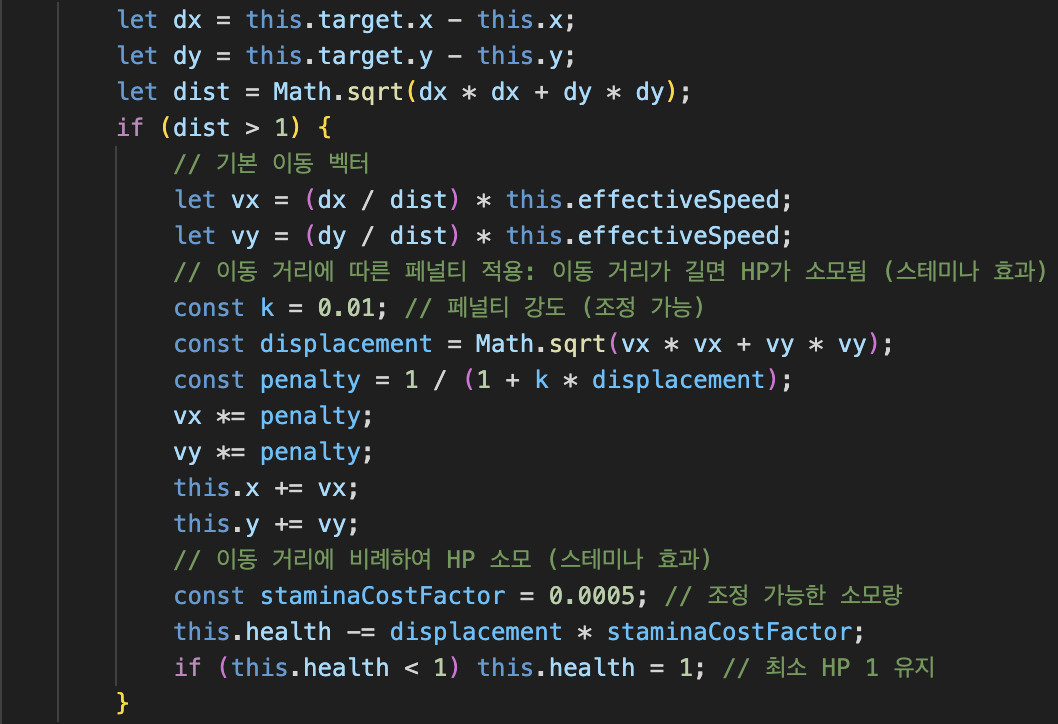 let dx = this.target.x - this.x;
let dy = this.target.y - this.y;
let dist = Math.sqrt(dx * dx + dy * dy);
if (dist > 1) {
// 기본 이동 벡터
let vx = (dx / dist) * this.effectiveSpeed;
let vy = (dy / dist) * this.effectiveSpeed;
// 이동 거리에 따른 페널티 적용: 이동 거리가 길면 HP가 소모됨 (스테미나 효과)
const k = 0.01; // 페널티 강도 (조정 가능)
const displacement = Math.sqrt(vx * vx + vy * vy);
const penalty = 1 / (1 + k * displacement);
vx *= penalty;
vy *= penalty;
this.x += vx;
this.y += vy;
// 이동 거리에 비례하여 HP 소모 (스테미나 효과)
const staminaCostFactor = 0.0005; // 조정 가능한 소모량
this.health -= displacement * staminaCostFactor;
if (this.health < 1) this.health = 1; // 최소 HP 1 유지
}